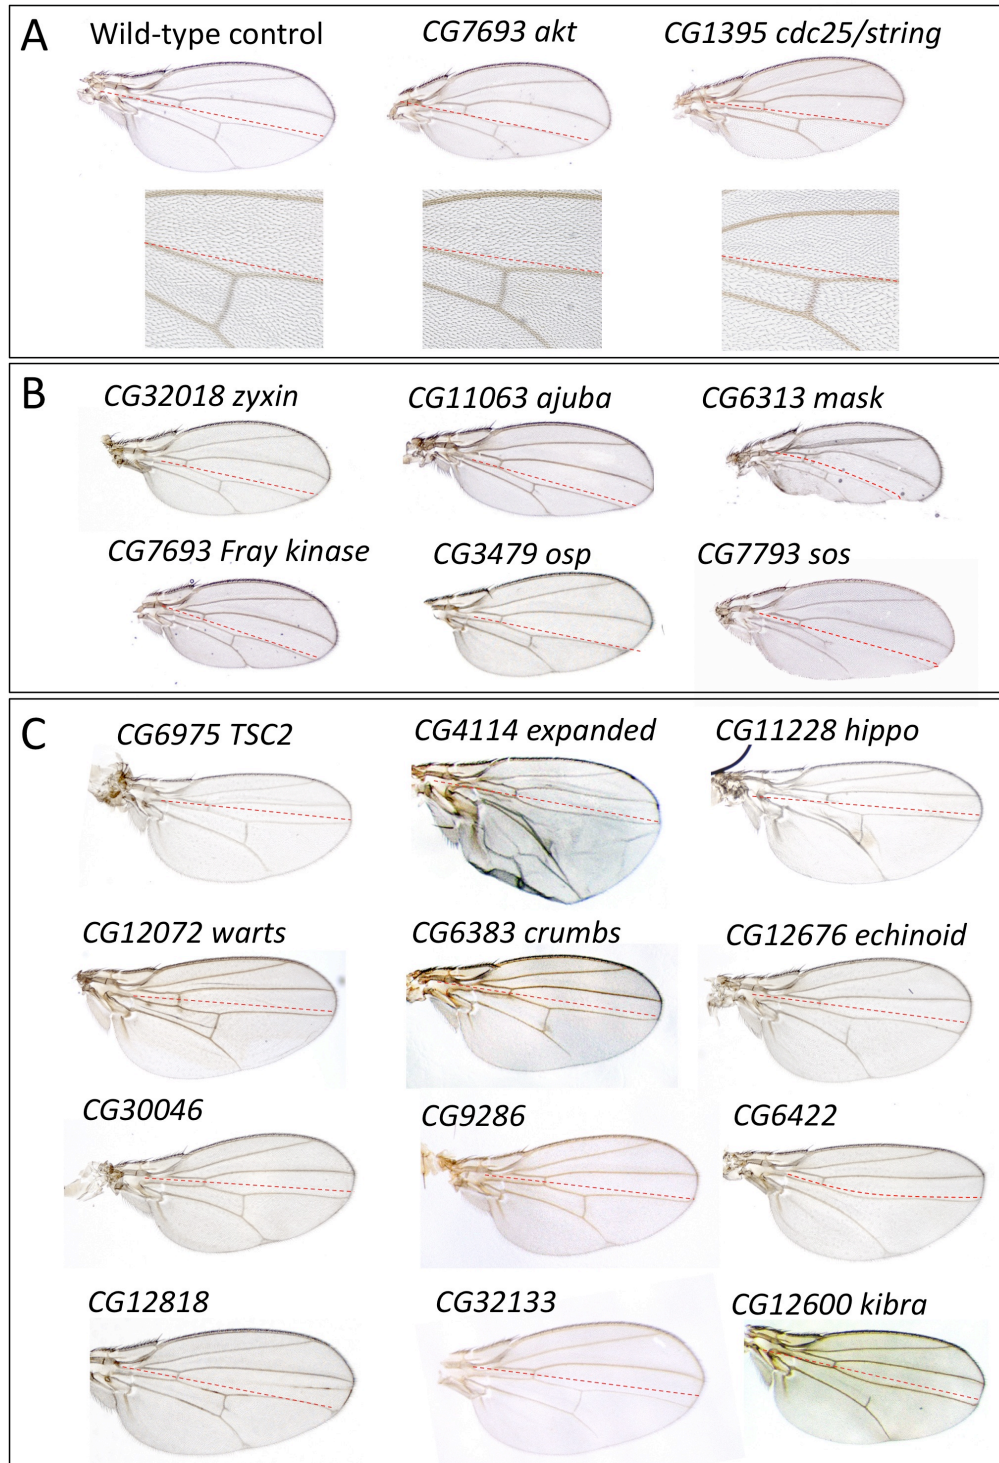 A
Wild-type control
CG7693 akt
CG1395 cdc25/string
B
CG32018 zyxin
CG11063 ajuba
CG6313 mask
CG7693 Fray kinase
CG3479 osp
CG7793 sos
C
CG6975 TSC2
CG4114 expanded
CG11228 hippo
CG12072 warts
CG6383 crumbs
CG12676 echinoid
CG30046
CG9286
CG6422
CG12818
CG32133
CG12600 kibra